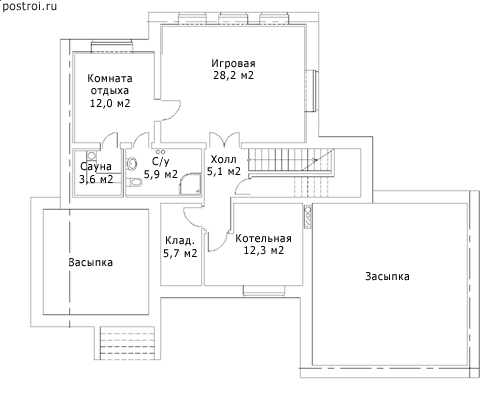 postroi.ru
Игровая
28,2 м2
Комната
отдыха
12,0 м2
Сауна
3,6 м2
С/у
5,9 м2
Холл
5,1 м2
Клад.
5,7 м2
Котельная
12,3 м2
Засыпка
Засыпка